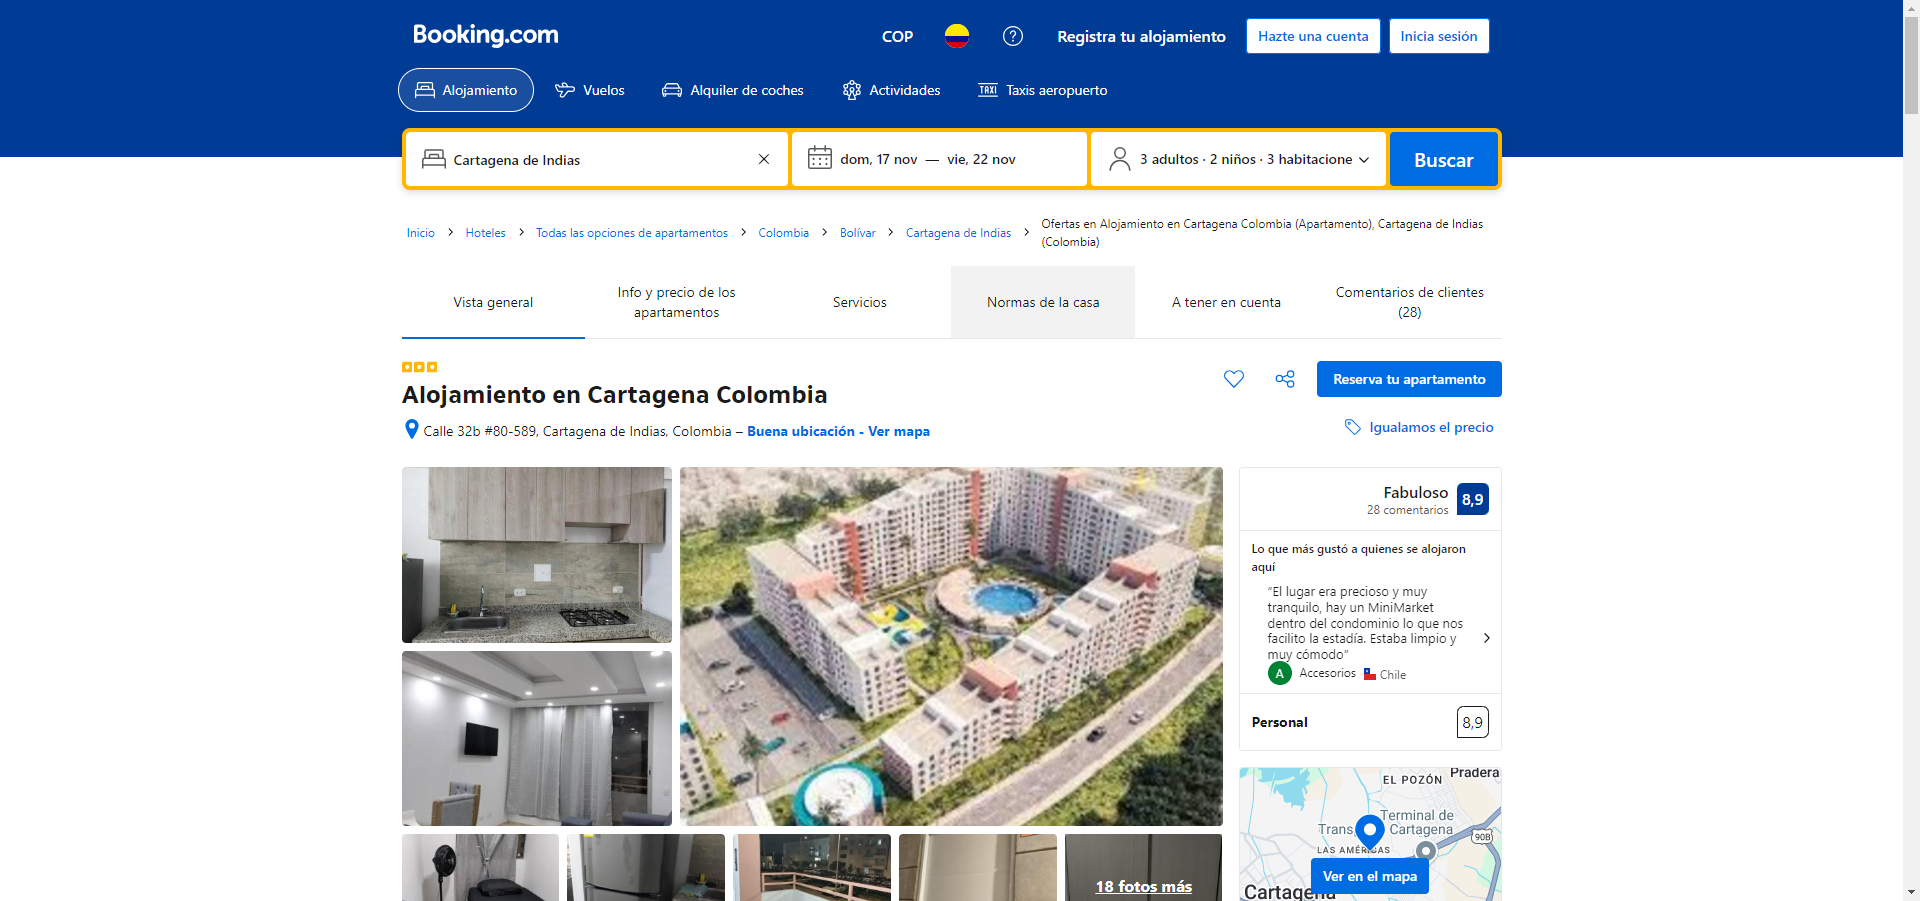 Booking.com
COP
Registra tu alojamiento
Hazte una cuenta
Inicia sesión
Alojamiento
Vuelos
Alquiler de coches
Actividades
TAXI
Taxis aeropuerto
Cartagena de Indias
dom, 17 nov — vie, 22 nov
3 adultos · 2 niños · 3 habitacione
Buscar
Inicio
Hoteles
Todas las opciones de apartamentos
Colombia
Bolívar
Cartagena de Indias
Ofertas en Alojamiento en Cartagena Colombia (Apartamento), Cartagena de Indias
(Colombia)
Vista general
Info y precio de los
apartamentos
Servicios
Normas de la casa
A tener en cuenta
Comentarios de clientes
(28)
Alojamiento en Cartagena Colombia
Reserva tu apartamento
Calle 32b #80-589, Cartagena de Indias, Colombia – Buena ubicación - Ver mapa
Igualamos el precio
Fabuloso
28 comentarios
8,9
Lo que más gustó a quienes se alojaron
aquí
“El lugar era precioso y muy
tranquilo, hay un MiniMarket
dentro del condominio lo que nos
facilito la estadía. Estaba limpio y
muy cómodo”
A
Accesorios
Chile
Personal
8,9
18 fotos más
EL POZÓN
Pradera
Terminal de
Trans
Cartagena
90B
LAS AMÉRICAS
Ver en el mapa
Cartagena